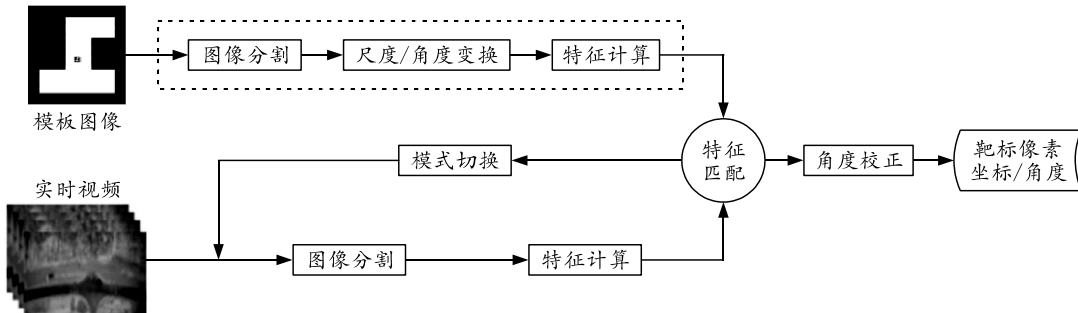 图像分割
尺度/角度变换
特征计算
模板图像
特征
匹配
模式切换
角度校正
靶标像素
坐标/角度
实时视频
图像分割
特征计算